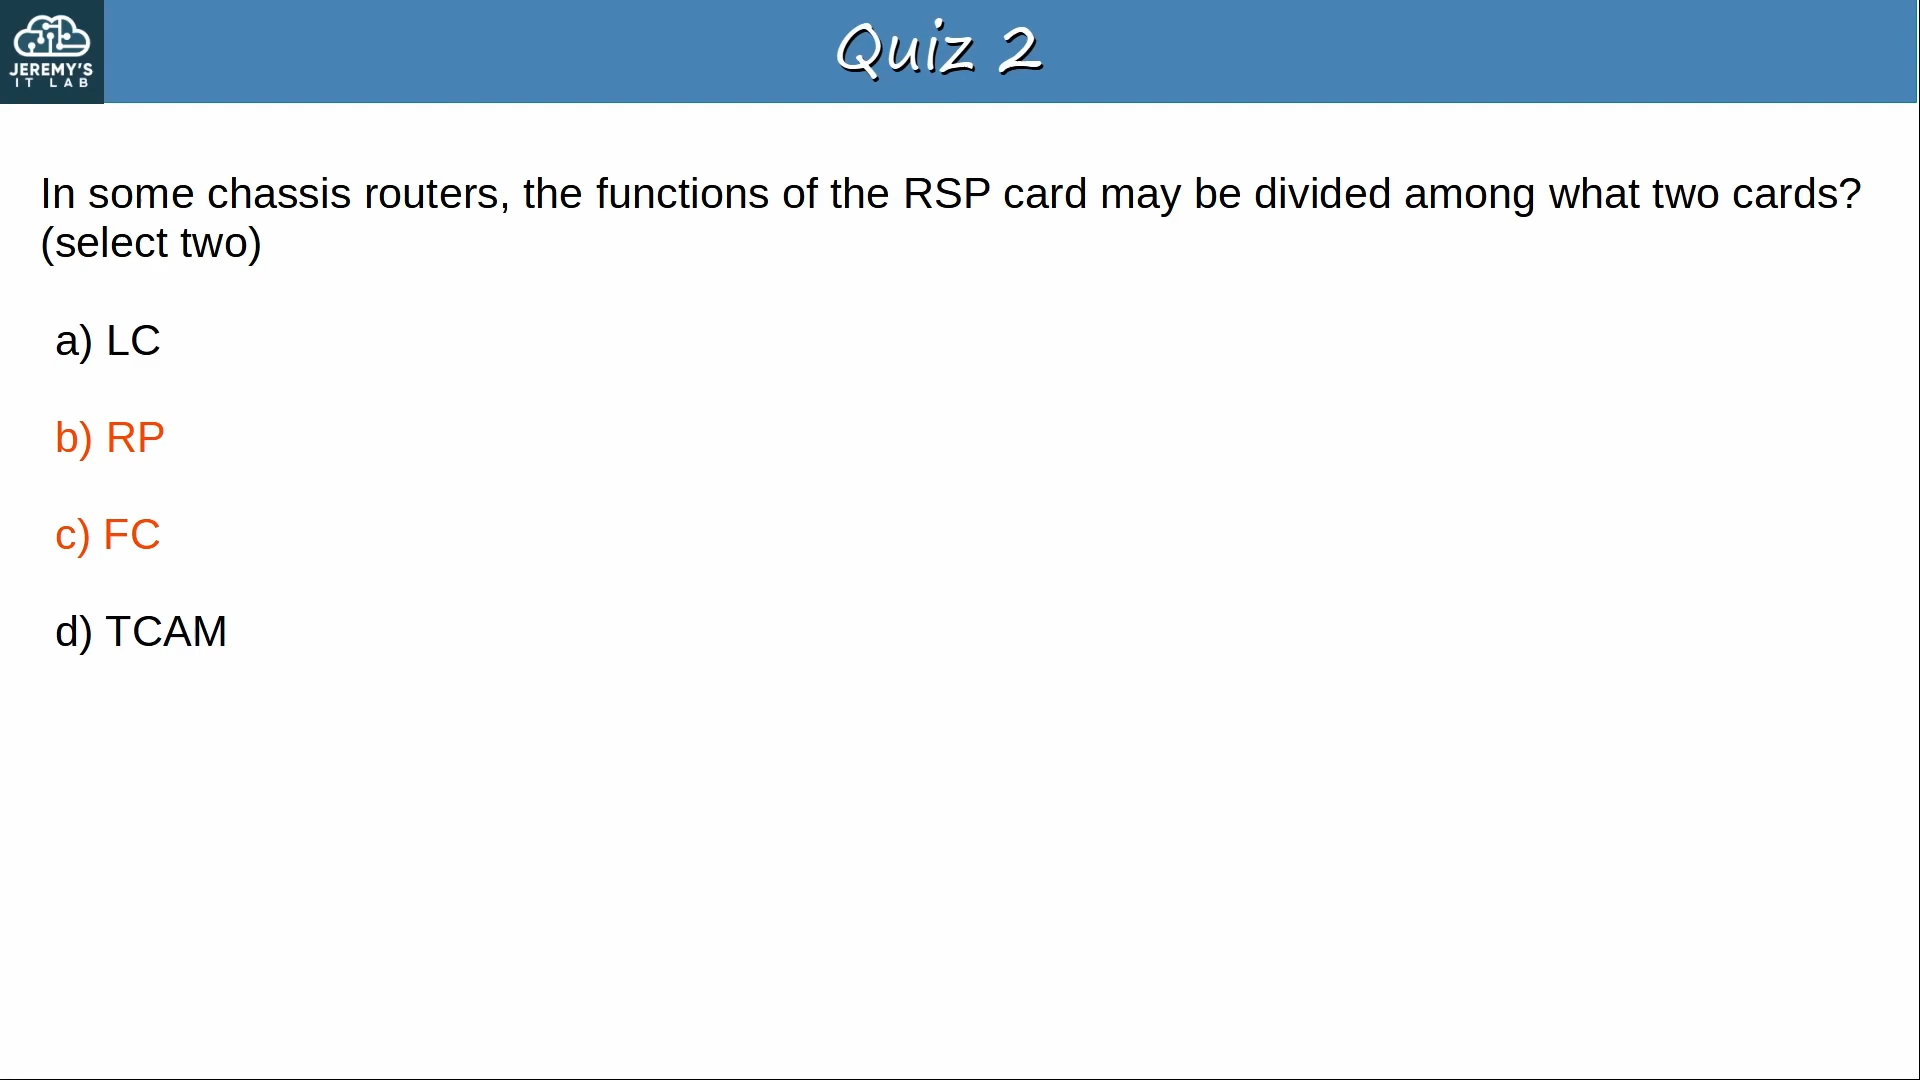 JEREMY'S
IT LAB
Quiz 2
In some chassis routers, the functions of the RSP card may be divided among what two cards?
(select two)
a) LC
b) RP
c) FC
d) TCAM